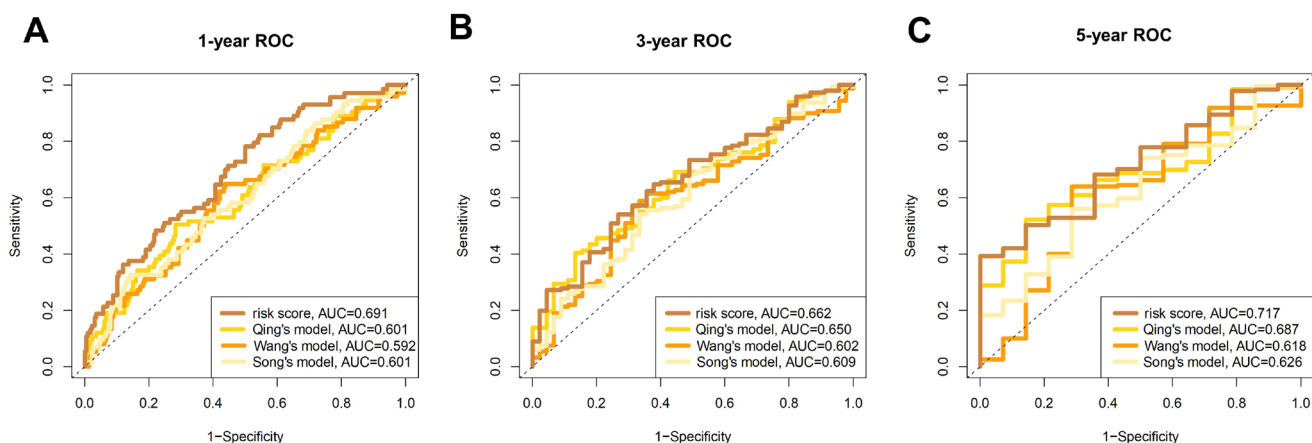 A
1-year ROC
Sensitivity
1.0
0.8
0.6
0.4
0.2
0.0
risk score, AUC=0.691
Qing's model, AUC=0.601
Wang's model, AUC=0.592
Song's model, AUC=0.601
0.0 0.2 0.4 0.6 0.8 1.0
1−Specificity
B
3-year ROC
Sensitivity
1.0
0.8
0.6
0.4
0.2
0.0
risk score, AUC=0.662
Qing's model, AUC=0.650
Wang's model, AUC=0.602
Song's model, AUC=0.609
0.0 0.2 0.4 0.6 0.8 1.0
1−Specificity
C
5-year ROC
Sensitivity
1.0
0.8
0.6
0.4
0.2
0.0
risk score, AUC=0.717
Qing's model, AUC=0.687
Wang's model, AUC=0.618
Song's model, AUC=0.626
0.0 0.2 0.4 0.6 0.8 1.0
1−Specificity